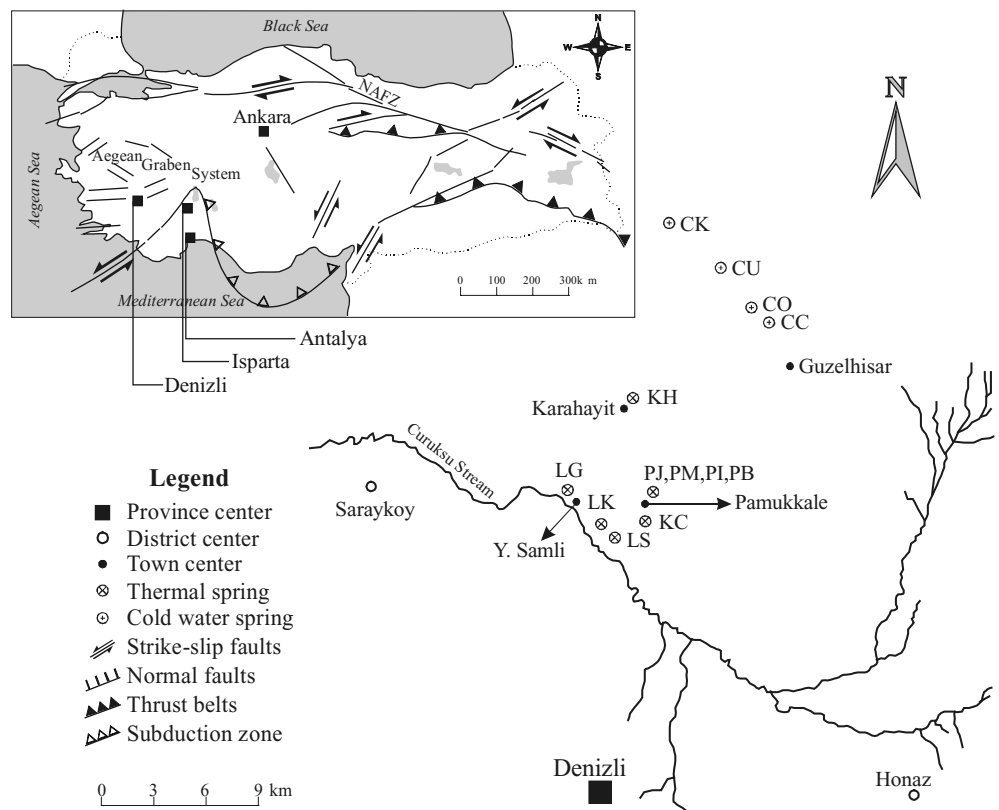 Black Sea
N
W E
S
NAFZ
Ankara
Aegean Sea
Aegean
Graben
System
Mediterranean Sea
0 100 200 300k m
Antalya
Isparta
Denizli
N
CK
CU
CO
CC
Guzelhisar
KH
Karahayit
Curuksu Stream
LG
PJ,PM,PI,PB
Saraykoy
LK
Pamukkale
KC
Y. Samli
LS
Legend
Province center
District center
Town center
Thermal spring
Cold water spring
Strike-slip faults
Normal faults
Thrust belts
Subduction zone
0 3 6 9 km
Denizli
Honaz